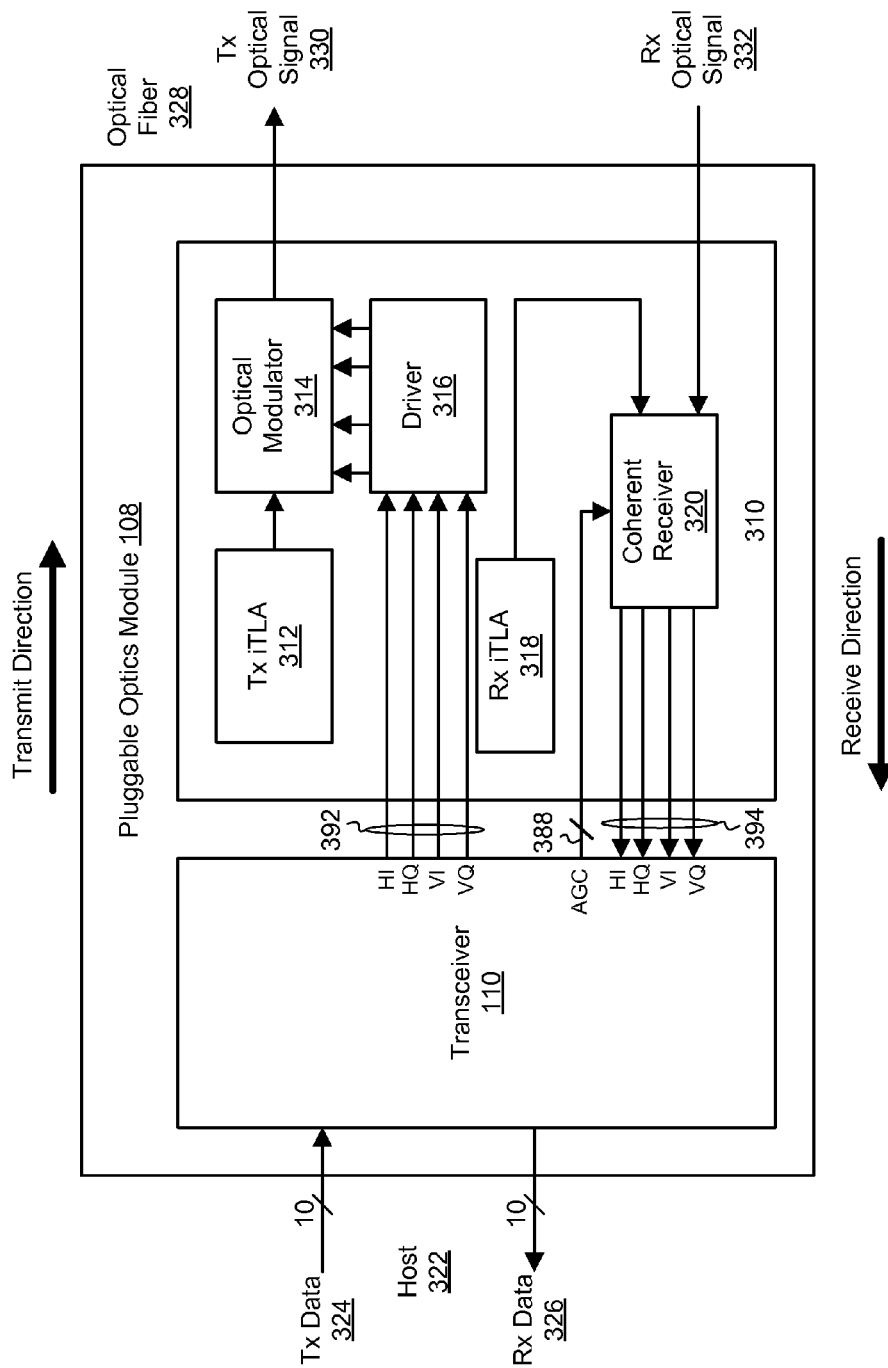 Transmit Direction
Pluggable Optics Module 108
Optical
Fiber
328
Tx
Optical
Signal
330
Rx
Optical
Signal
332
Tx Data
324
10
Host
322
10
Rx Data
326
Transceiver
110
HI
HQ
VI
VQ
AGC
HI
HQ
VI
VQ
392
388
394
Tx iTLA
312
Optical
Modulator
314
Driver
316
Rx iTLA
318
Coherent
Receiver
320
310
Receive Direction